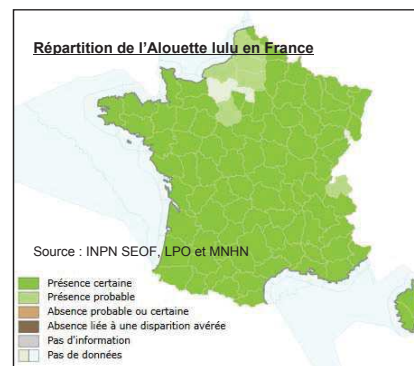 Répartition de l'Alouette lulu en France
Source : INPN SEOF, LPO et MNHN
Présence certaine
Présence probable
Absence probable ou certaine
Absence liée à une disparition avérée
Pas d'information
Pas de données